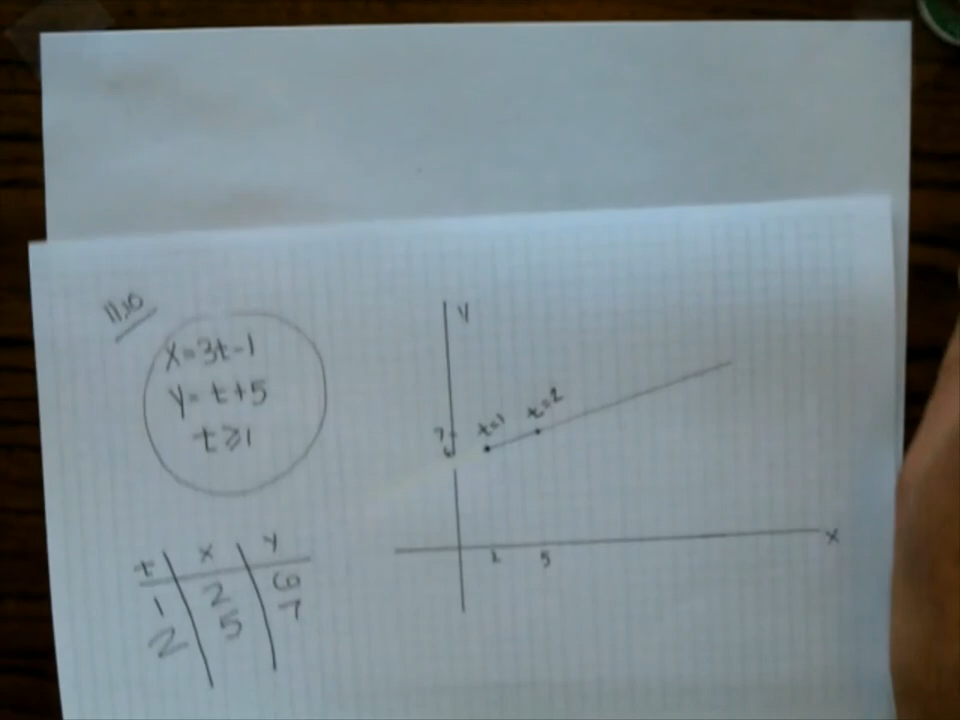 11,10
x=3t-1
y=t+5
t≥1
t x y
1 2 6
2 5 7
y
7
6
t=1
t=2
2 5
x